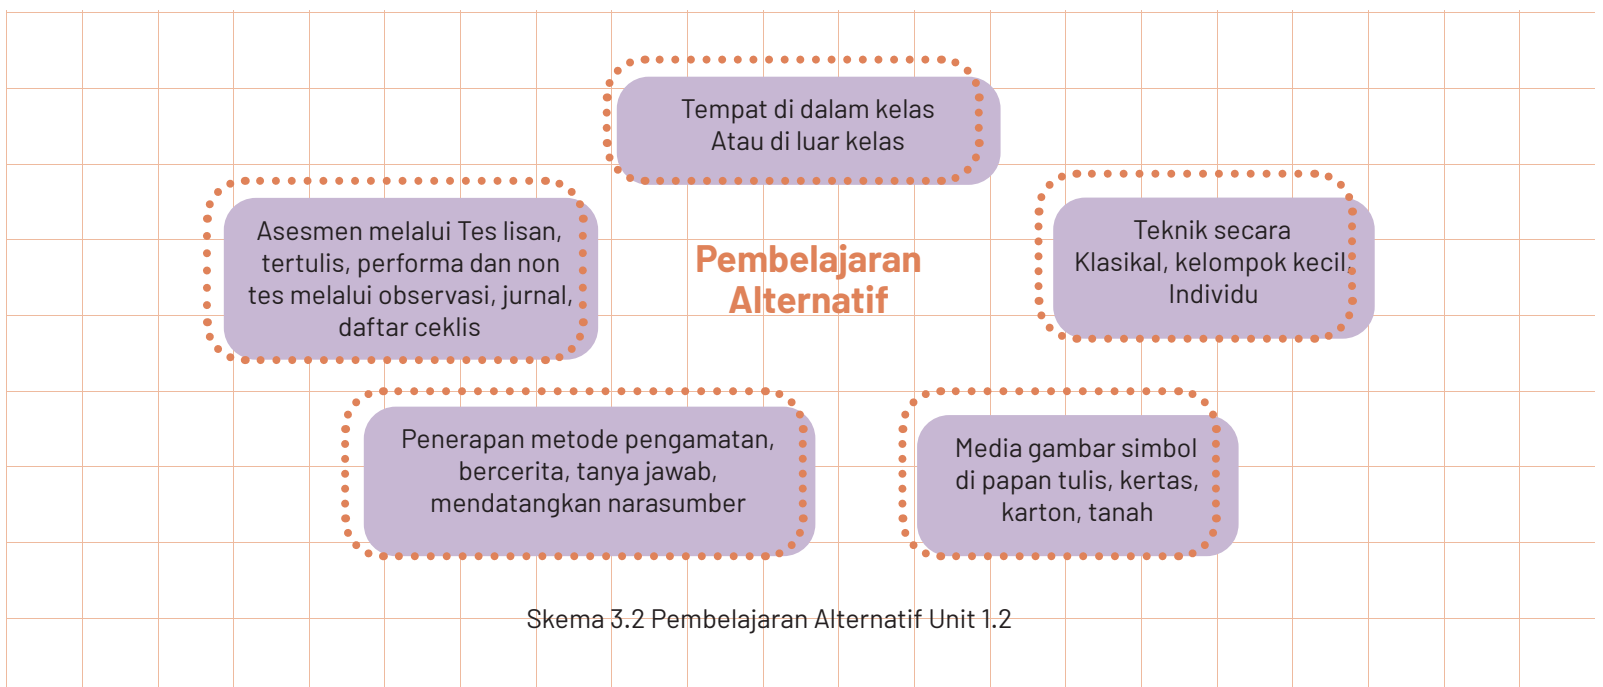 Tempat di dalam kelas
Atau di luar kelas
Asesmen melalui Tes lisan,
tertulis, performa dan non
tes melalui observasi, jurnal,
daftar ceklis
Pembelajaran
Alternatif
Teknik secara
Klasikal, kelompok kecil,
Individu
Penerapan metode pengamatan,
bercerita, tanya jawab,
mendatangkan narasumber
Media gambar simbol
di papan tulis, kertas,
karton, tanah
Skema 3.2 Pembelajaran Alternatif Unit 1.2